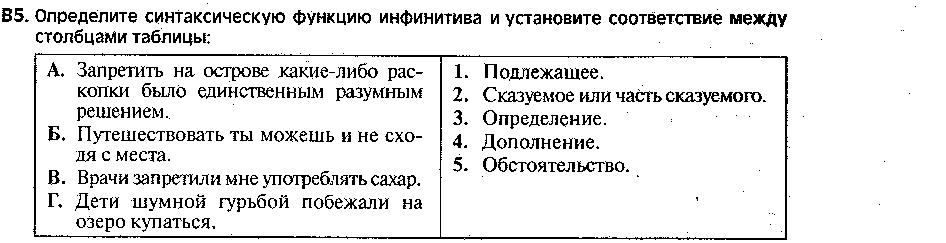 В5. Определите синтаксическую функцию инфинитива и установите соответствие между
столбцами таблицы:
А. Запретить на острове какие-либо рас-
копки было единственным разумным
решением.
Б. Путешествовать ты можешь и не схо-
дя с места.
В. Врачи запретили мне употреблять сахар.
Г. Дети шумной гурьбой побежали на
озеро купаться.
1. Подлежащее.
2. Сказуемое или часть сказуемого.
3. Определение.
4. Дополнение.
5. Обстоятельство.